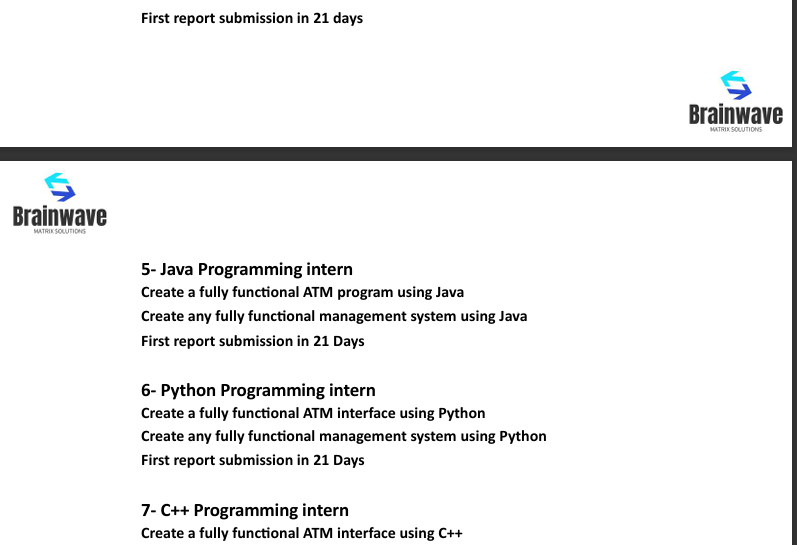 First report submission in 21 days
Brainwave
MATRIX SOLUTIONS
Brainwave
MATRIX SOLUTIONS
5- Java Programming intern
Create a fully functional ATM program using Java
Create any fully functional management system using Java
First report submission in 21 Days
6- Python Programming intern
Create a fully functional ATM interface using Python
Create any fully functional management system using Python
First report submission in 21 Days
7- C++ Programming intern
Create a fully functional ATM interface using C++